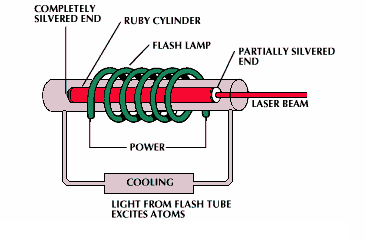 COMPLETELY
SILVERED END
RUBY CYLINDER
FLASH LAMP
PARTIALLY SILVERED
END
LASER BEAM
POWER
COOLING
LIGHT FROM FLASH TUBE
EXCITES ATOMS